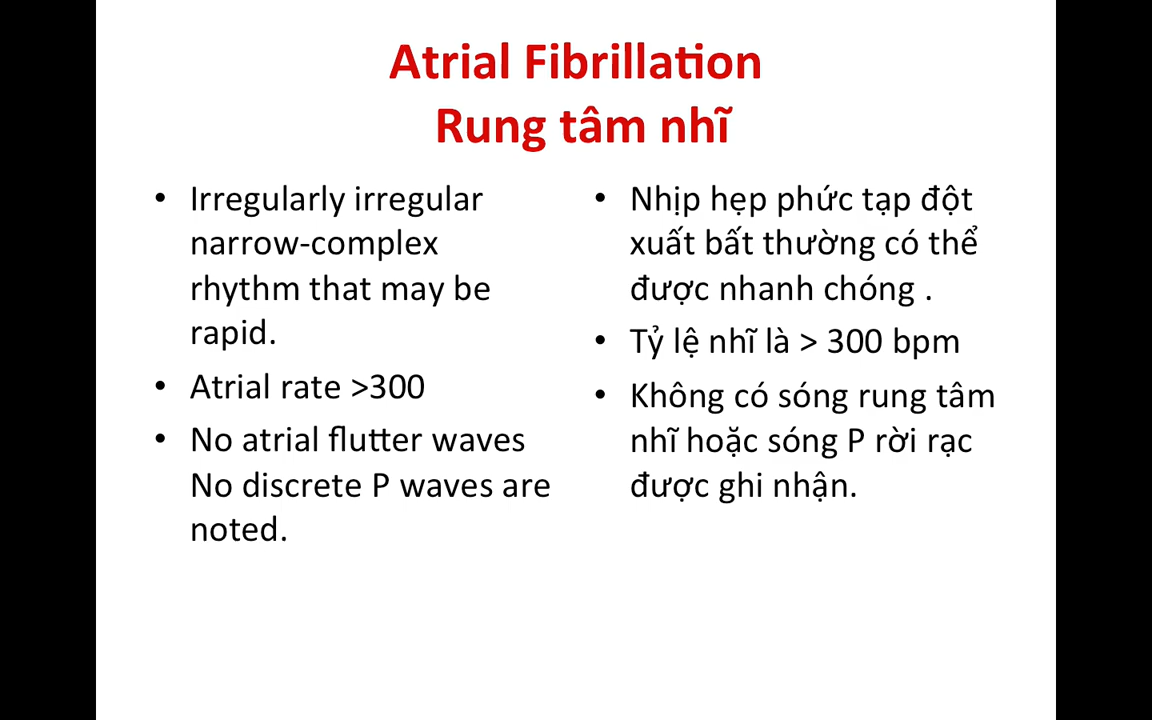 Atrial Fibrillation
Rung tâm nhĩ
• Irregularly irregular
narrow-complex
rhythm that may be
rapid.
• Atrial rate >300
• No atrial flutter waves
No discrete P waves are
noted.
• Nhịp hẹp phức tạp đột
xuất bất thường có thể
được nhanh chóng .
• Tỷ lệ nhĩ là > 300 bpm
• Không có sóng rung tâm
nhĩ hoặc sóng P rời rạc
được ghi nhận.